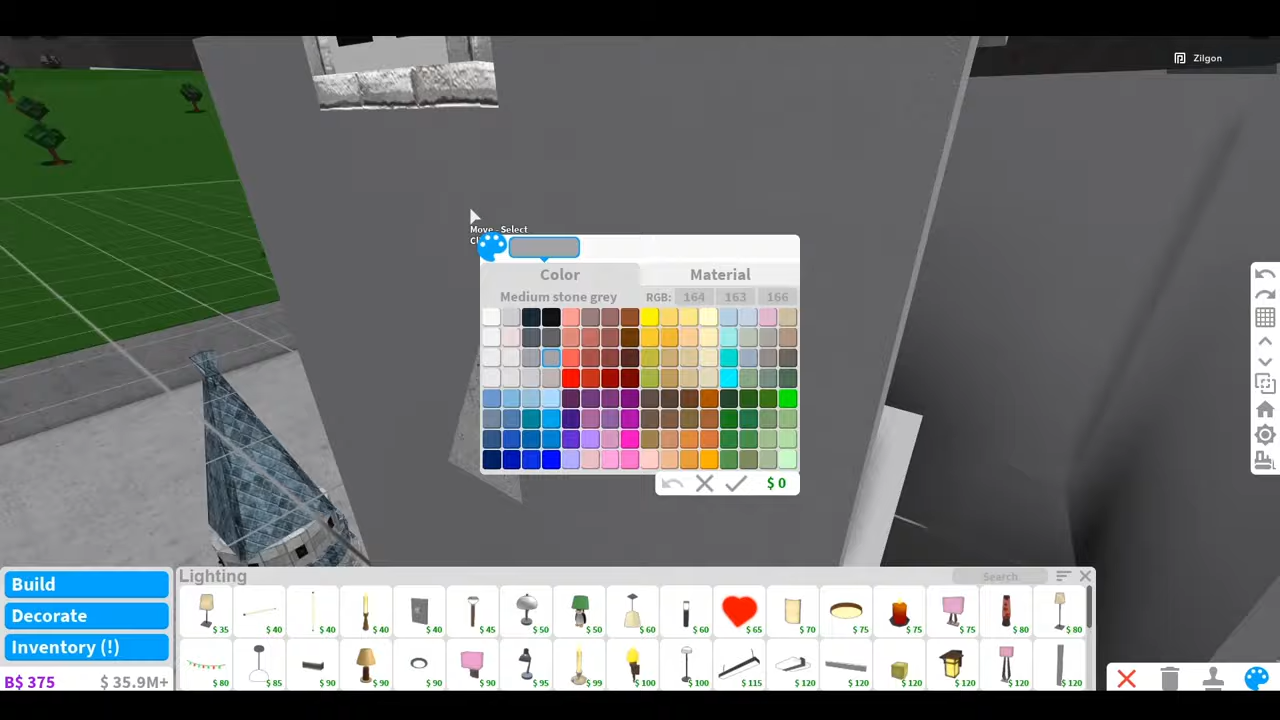 Zilgon
Move - Select
Color
Material
Medium stone grey
RGB: 164 163 166
$ 0
Build
Decorate
Inventory (!)
B$ 375
$ 35.9M+
Lighting
Search
$ 35
$ 40
$ 40
$ 40
$ 40
$ 45
$ 50
$ 50
$ 60
$ 60
$ 65
$ 70
$ 75
$ 75
$ 75
$ 80
$ 80
$ 80
$ 85
$ 90
$ 90
$ 90
$ 90
$ 95
$ 99
$ 100
$ 100
$ 115
$ 120
$ 120
$ 120
$ 120
$ 120
$ 120